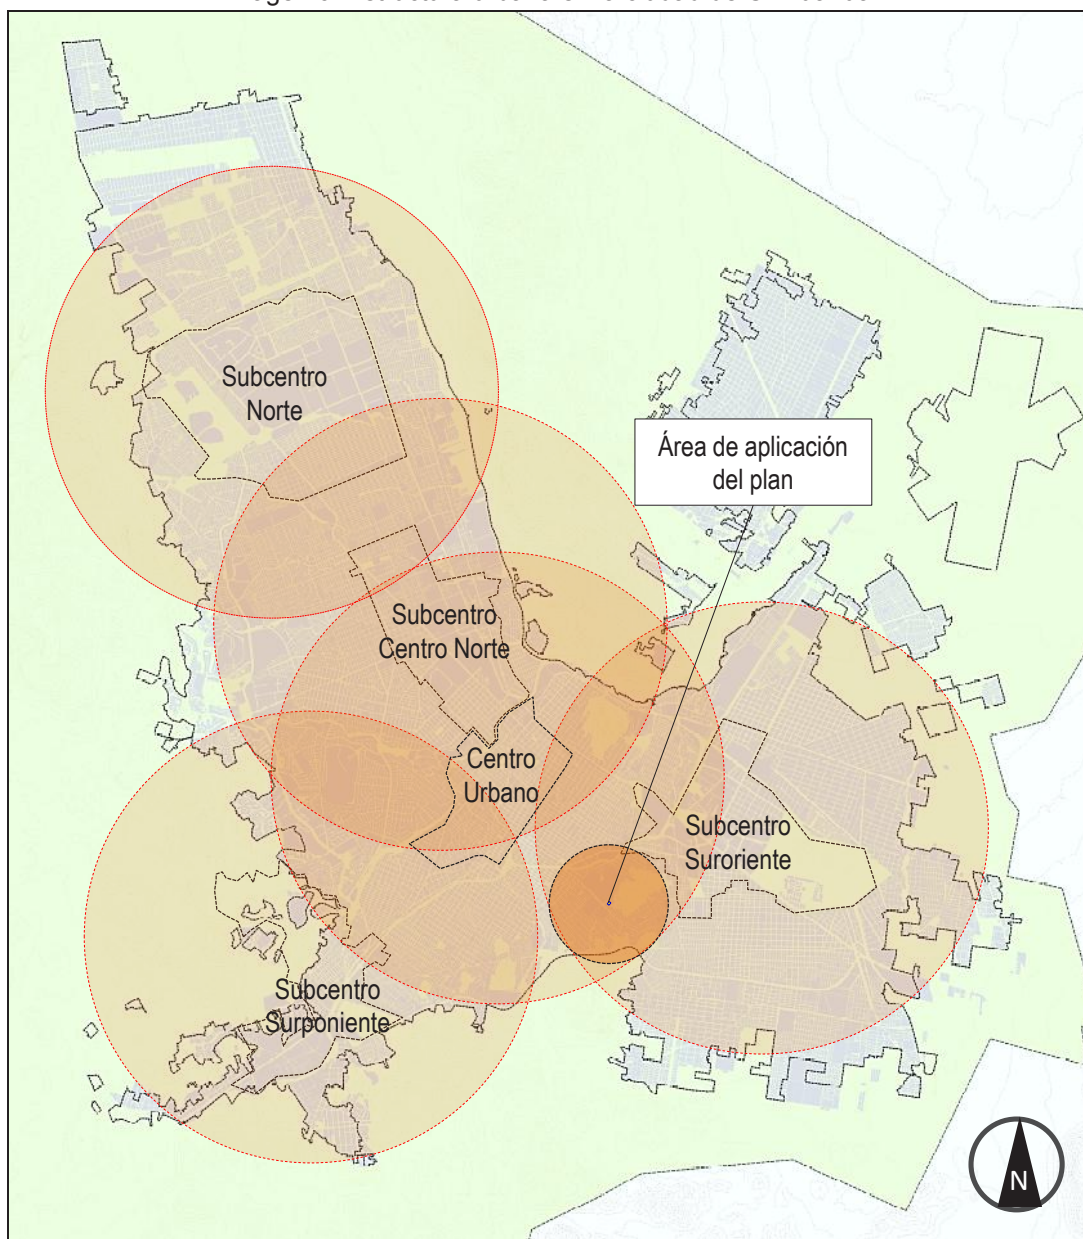 Subcentro
Norte
Área de aplicación
del plan
Subcentro
Centro Norte
Centro
Urbano
Subcentro
Suroriente
Subcentro
Surponiente
N